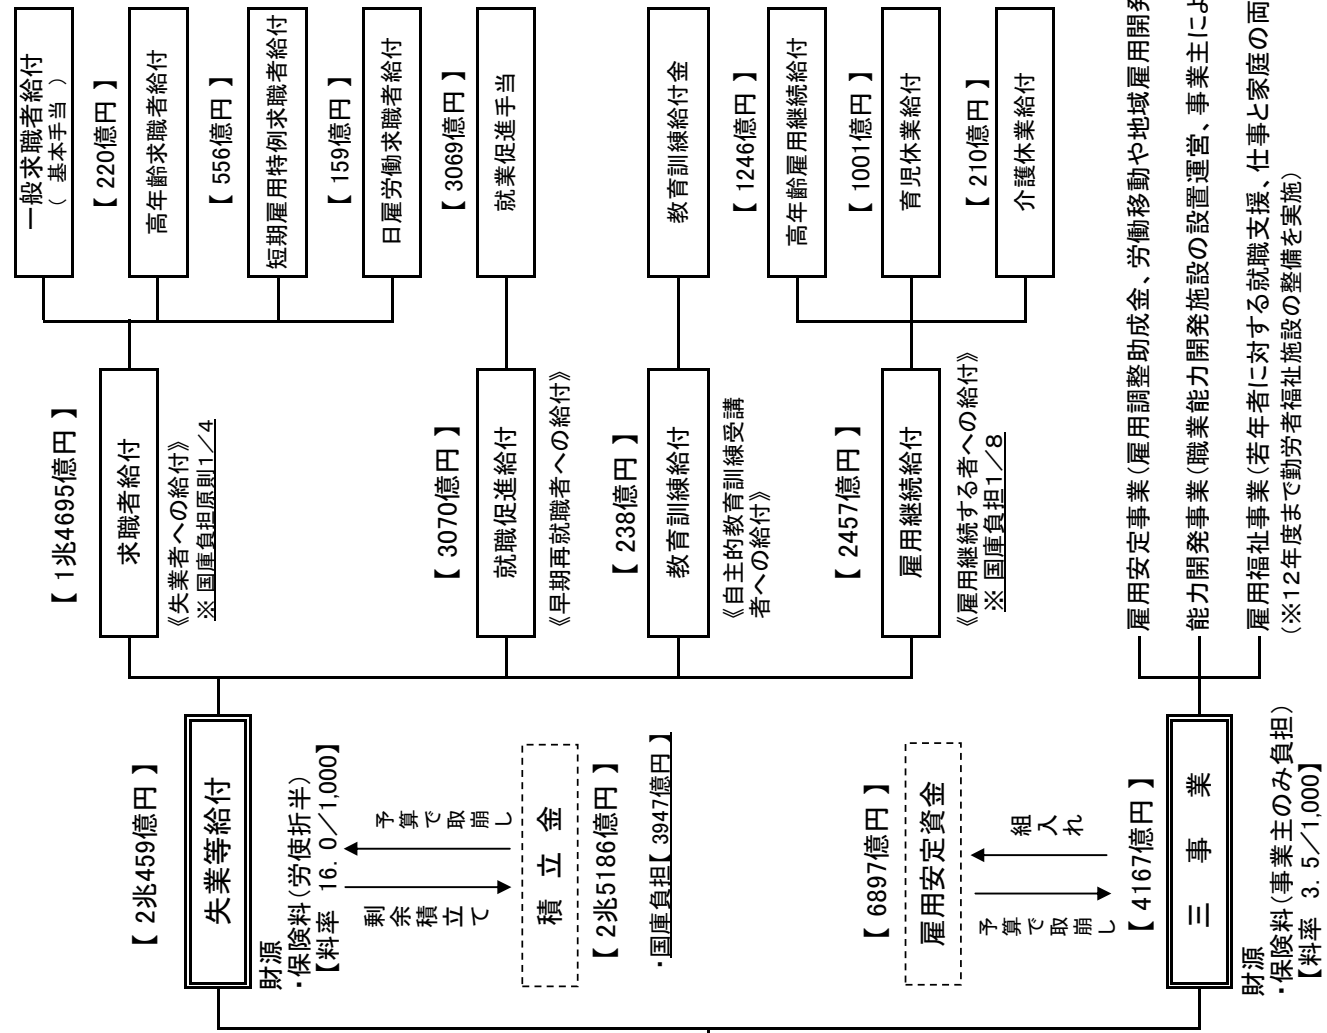 【 2兆459億円 】
失業等給付
財源
・保険料（労使折半）
【料率 16．0／1,000】
剰余積立て
予算で取崩し
積 立 金
【 2兆5186億円 】
・国庫負担【 3947億円 】
【 1兆4695億円 】
求職者給付
《失業者への給付》
※ 国庫負担原則1／4
一般求職者給付
（ 基本手当 ）
【 220億円 】
高年齢求職者給付
【 556億円 】
短期雇用特例求職者給付
【 159億円 】
日雇労働求職者給付
【 3070億円 】
就職促進給付
《早期再就職者への給付》
【 3069億円 】
就業促進手当
【 238億円 】
教育訓練給付
《自主的教育訓練受講
者への給付》
教育訓練給付金
【 2457億円 】
雇用継続給付
《雇用継続する者への給付》
※ 国庫負担1／8
【 1246億円 】
高年齢雇用継続給付
【 1001億円 】
育児休業給付
【 210億円 】
介護休業給付
【 6897億円 】
雇用安定資金
予算で取崩し
組入れ
【 4167億円 】
三 事 業
財源
・保険料（事業主のみ負担）
【料率 3．5／1,000】
雇用安定事業（雇用調整助成金、労働移動や地域雇用開発
能力開発事業（職業能力開発施設の設置運営、事業主によ
雇用福祉事業（若年者に対する就職支援、仕事と家庭の両
（※12年度まで勤労者福祉施設の整備を実施）